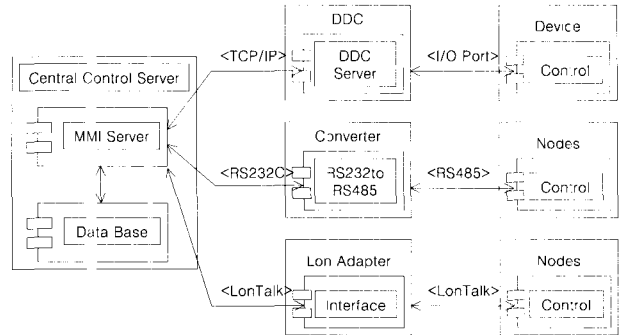 DDC
Device
<TCP/IP>
DDC
Server
<I/O Port>
Control
Central Control Server
MMI Server
Converter
Nodes
<RS232C>
RS232to
RS485
<RS485>
Control
Data Base
Lon Adapter
Nodes
<LonTalk>
Interface
<LonTalk>
Control